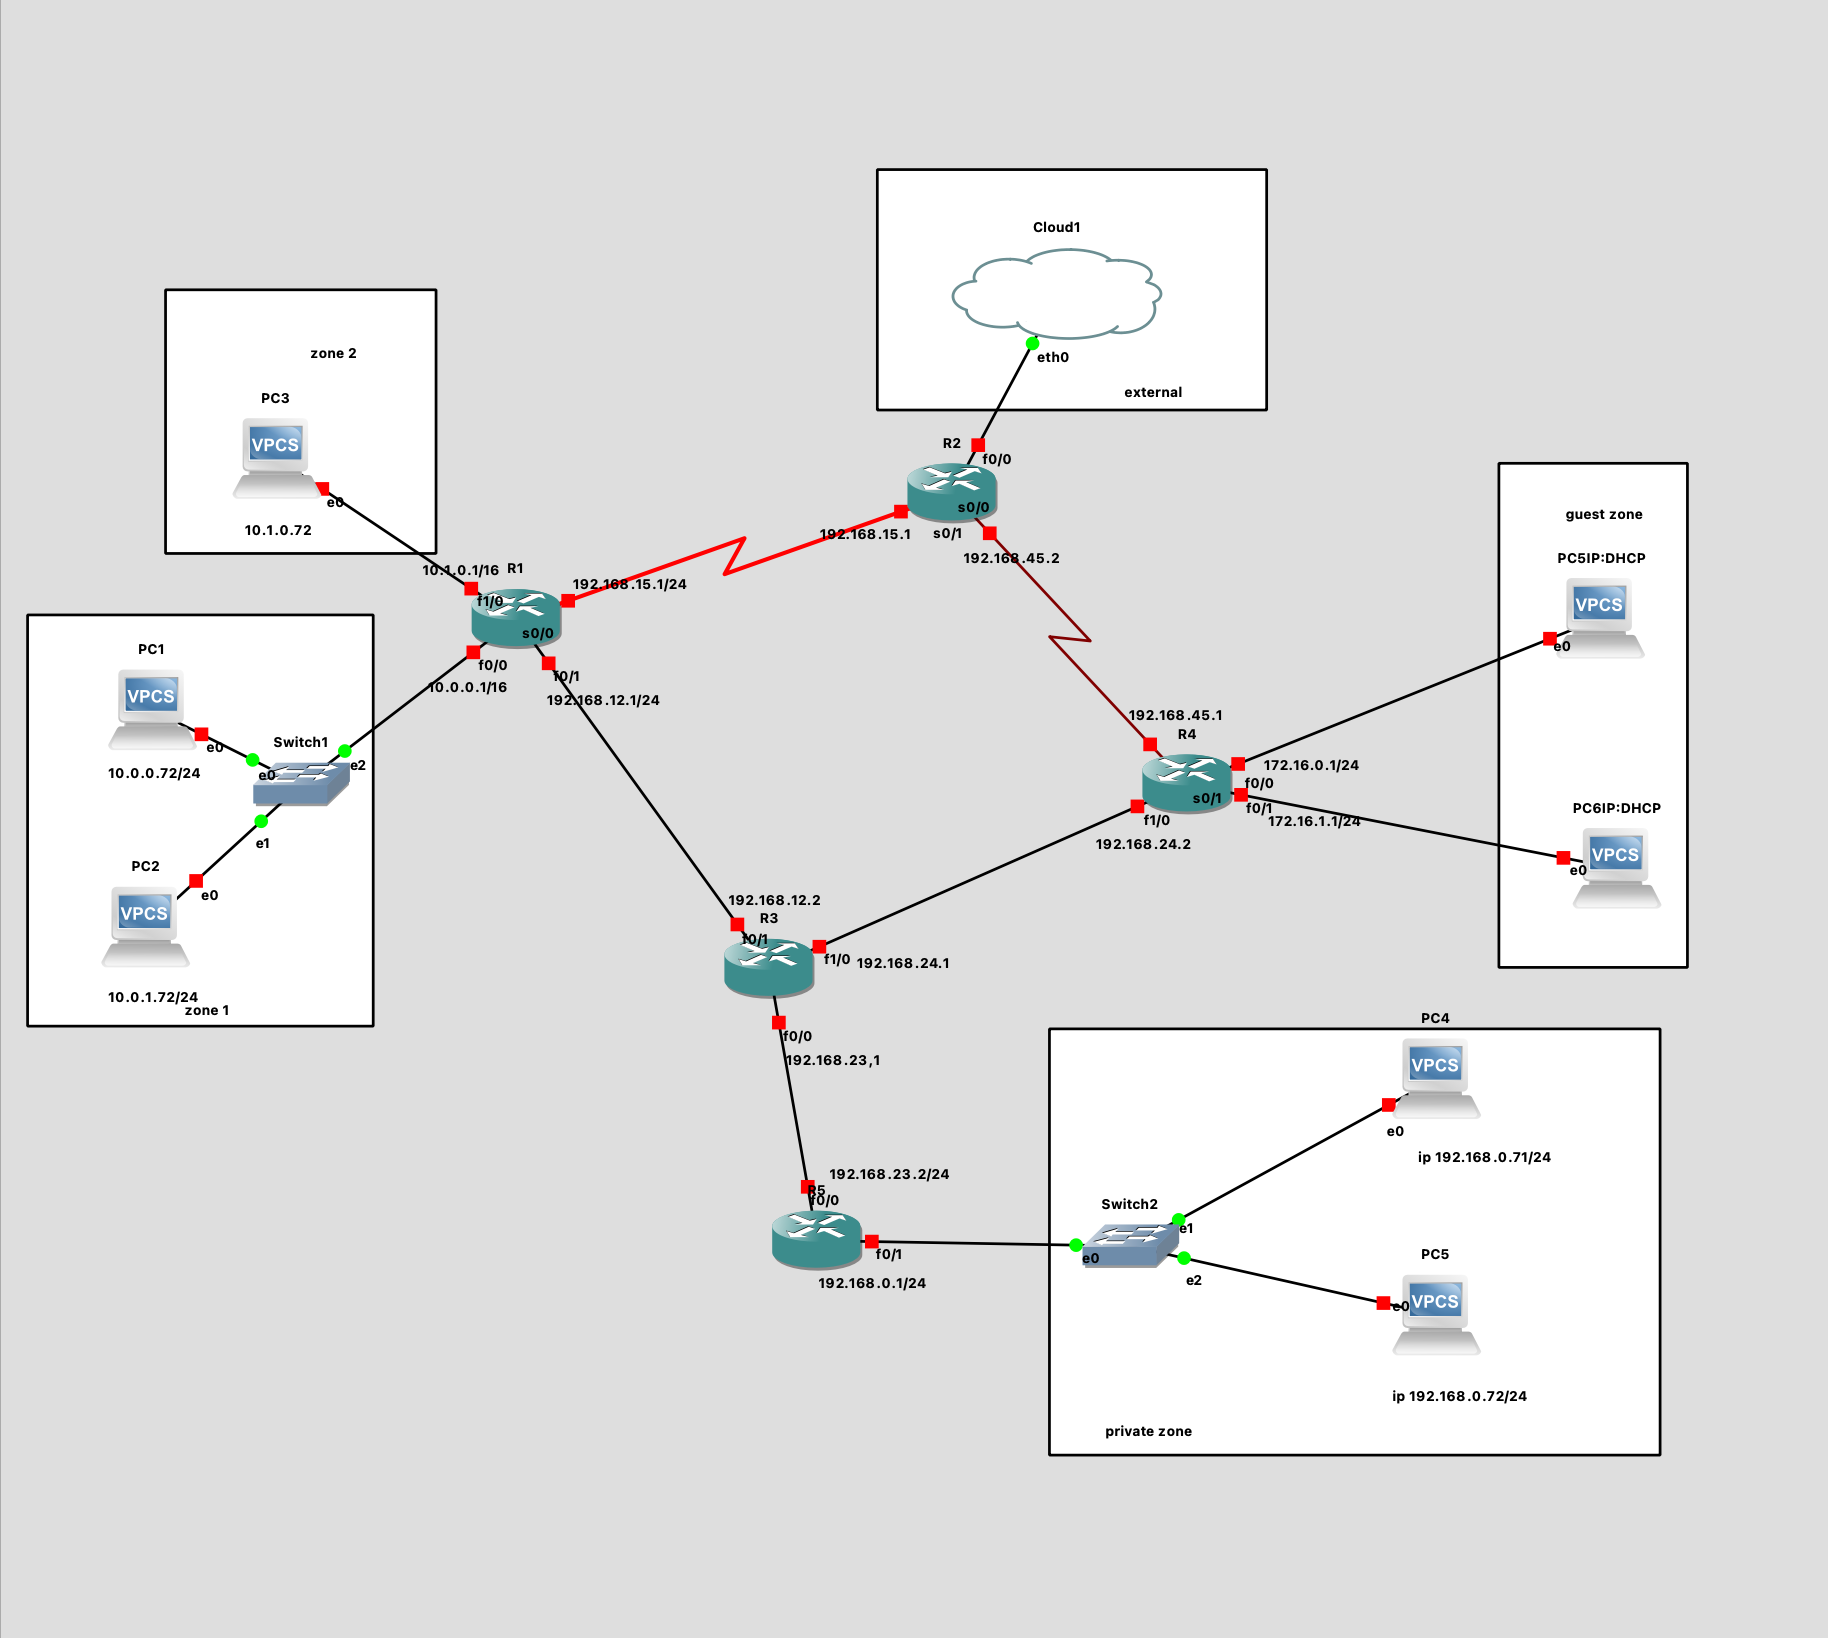 Cloud1
eth0
external
zone 2
PC3
VPCS
e0
10.1.0.72
R2
f0/0
s0/0
s0/1
192.168.15.1
192.168.45.2
guest zone
PC5IP:DHCP
VPCS
e0
PC6IP:DHCP
VPCS
e0
10.1.0.1/16
R1
f1/0
192.168.15.1/24
s0/0
f0/0
10.0.0.1/16
f0/1
192.168.12.1/24
PC1
VPCS
e0
10.0.0.72/24
Switch1
e0
e2
e1
PC2
VPCS
e0
10.0.1.72/24
zone 1
192.168.45.1
R4
172.16.0.1/24
f0/0
s0/1
f0/1
172.16.1.1/24
f1/0
192.168.24.2
192.168.12.2
R3
f0/1
f1/0
192.168.24.1
f0/0
192.168.23,1
192.168.23.2/24
R5
f0/0
f0/1
192.168.0.1/24
PC4
VPCS
e0
ip 192.168.0.71/24
Switch2
e1
e0
e2
PC5
VPCS
e0
ip 192.168.0.72/24
private zone